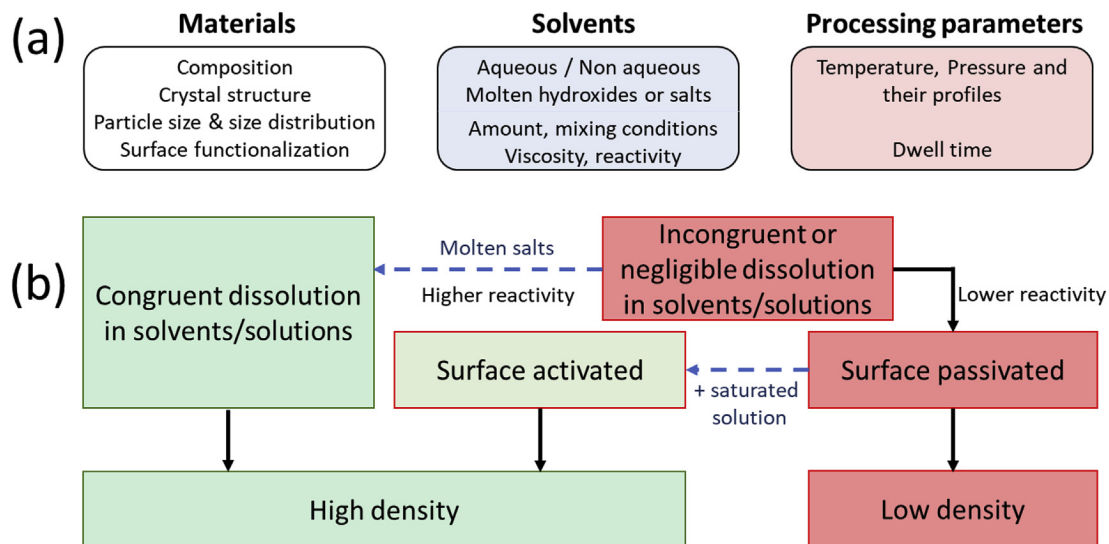 (a)
Materials
Composition
Crystal structure
Particle size & size distribution
Surface functionalization
Solvents
Aqueous / Non aqueous
Molten hydroxides or salts
Amount, mixing conditions
Viscosity, reactivity
Processing parameters
Temperature, Pressure and
their profiles
Dwell time
(b)
Congruent dissolution
in solvents/solutions
Molten salts
Higher reactivity
Incongruent or
negligible dissolution
in solvents/solutions
Lower reactivity
Surface activated
+ saturated
solution
Surface passivated
High density
Low density